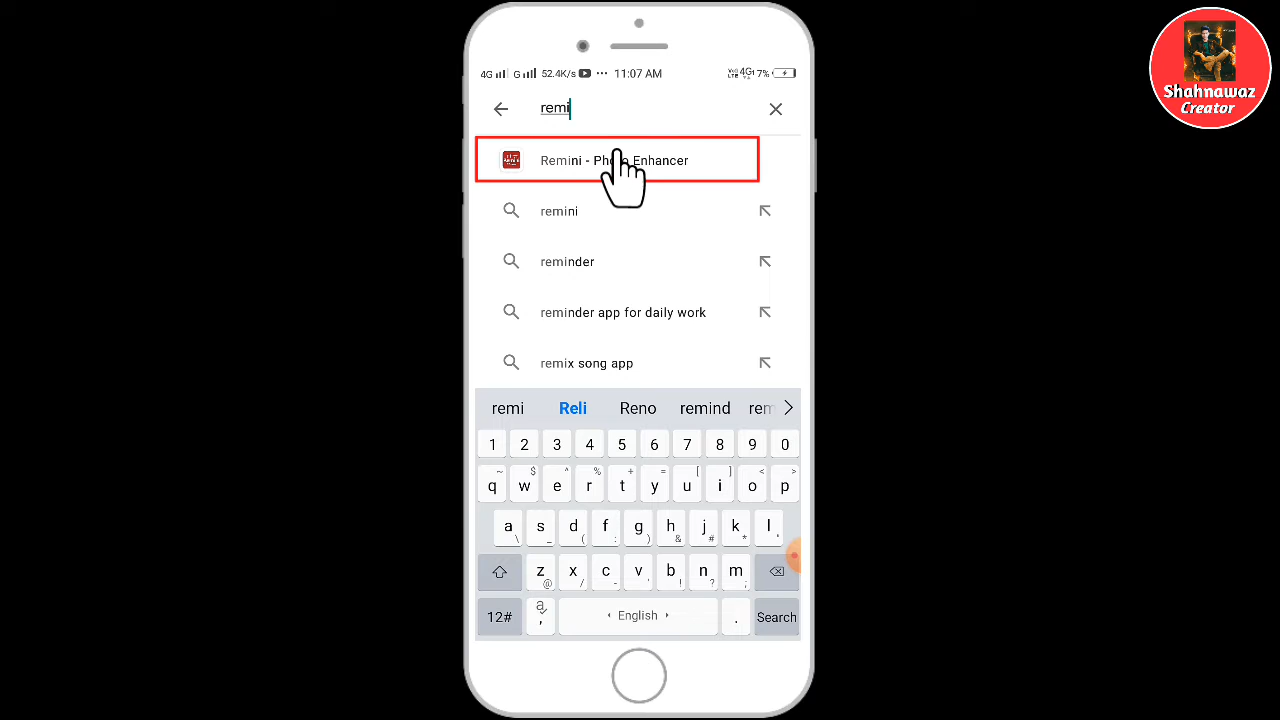 4G G 52.4K/s 11:07 AM 4G 7%
remi
Remini - Photo Enhancer
remini
reminder
reminder app for daily work
remix song app
remi Reli Reno remind rem
1 2 3 4 5 6 7 8 9 0
q w e r t y u i o p
a s d f g h j k l
z x c v b n m
12# , English . Search
Shahnawaz
Creator